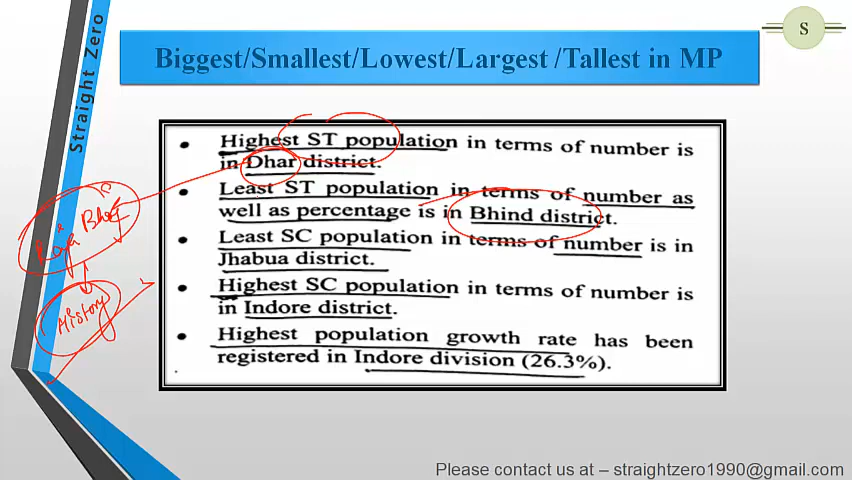 Straight Zero
S
Biggest/Smallest/Lowest/Largest /Tallest in MP
• Highest ST population in terms of number is
in Dhar district.
• Least ST population in terms of number as
well as percentage is in Bhind district.
• Least SC population in terms of number is in
Jhabua district.
• Highest SC population in terms of number is
in Indore district.
• Highest population growth rate has been
registered in Indore division (26.3%).
Raja
History
Please contact us at – straightzero1990@gmail.com